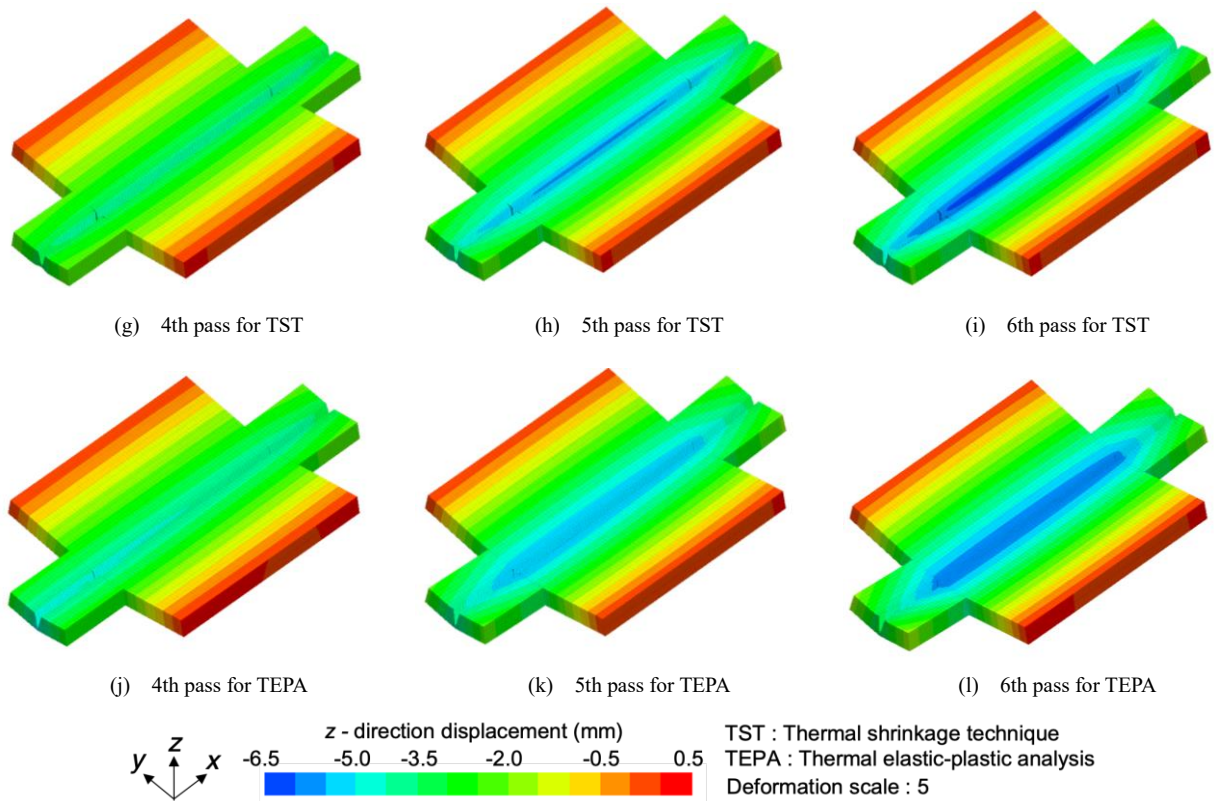 (g) 4th pass for TST
(h) 5th pass for TST
(i) 6th pass for TST
(j) 4th pass for TEPA
(k) 5th pass for TEPA
(l) 6th pass for TEPA
y z x
z - direction displacement (mm)
-6.5 -5.0 -3.5 -2.0 -0.5 0.5
TST : Thermal shrinkage technique
TEPA : Thermal elastic-plastic analysis
Deformation scale : 5